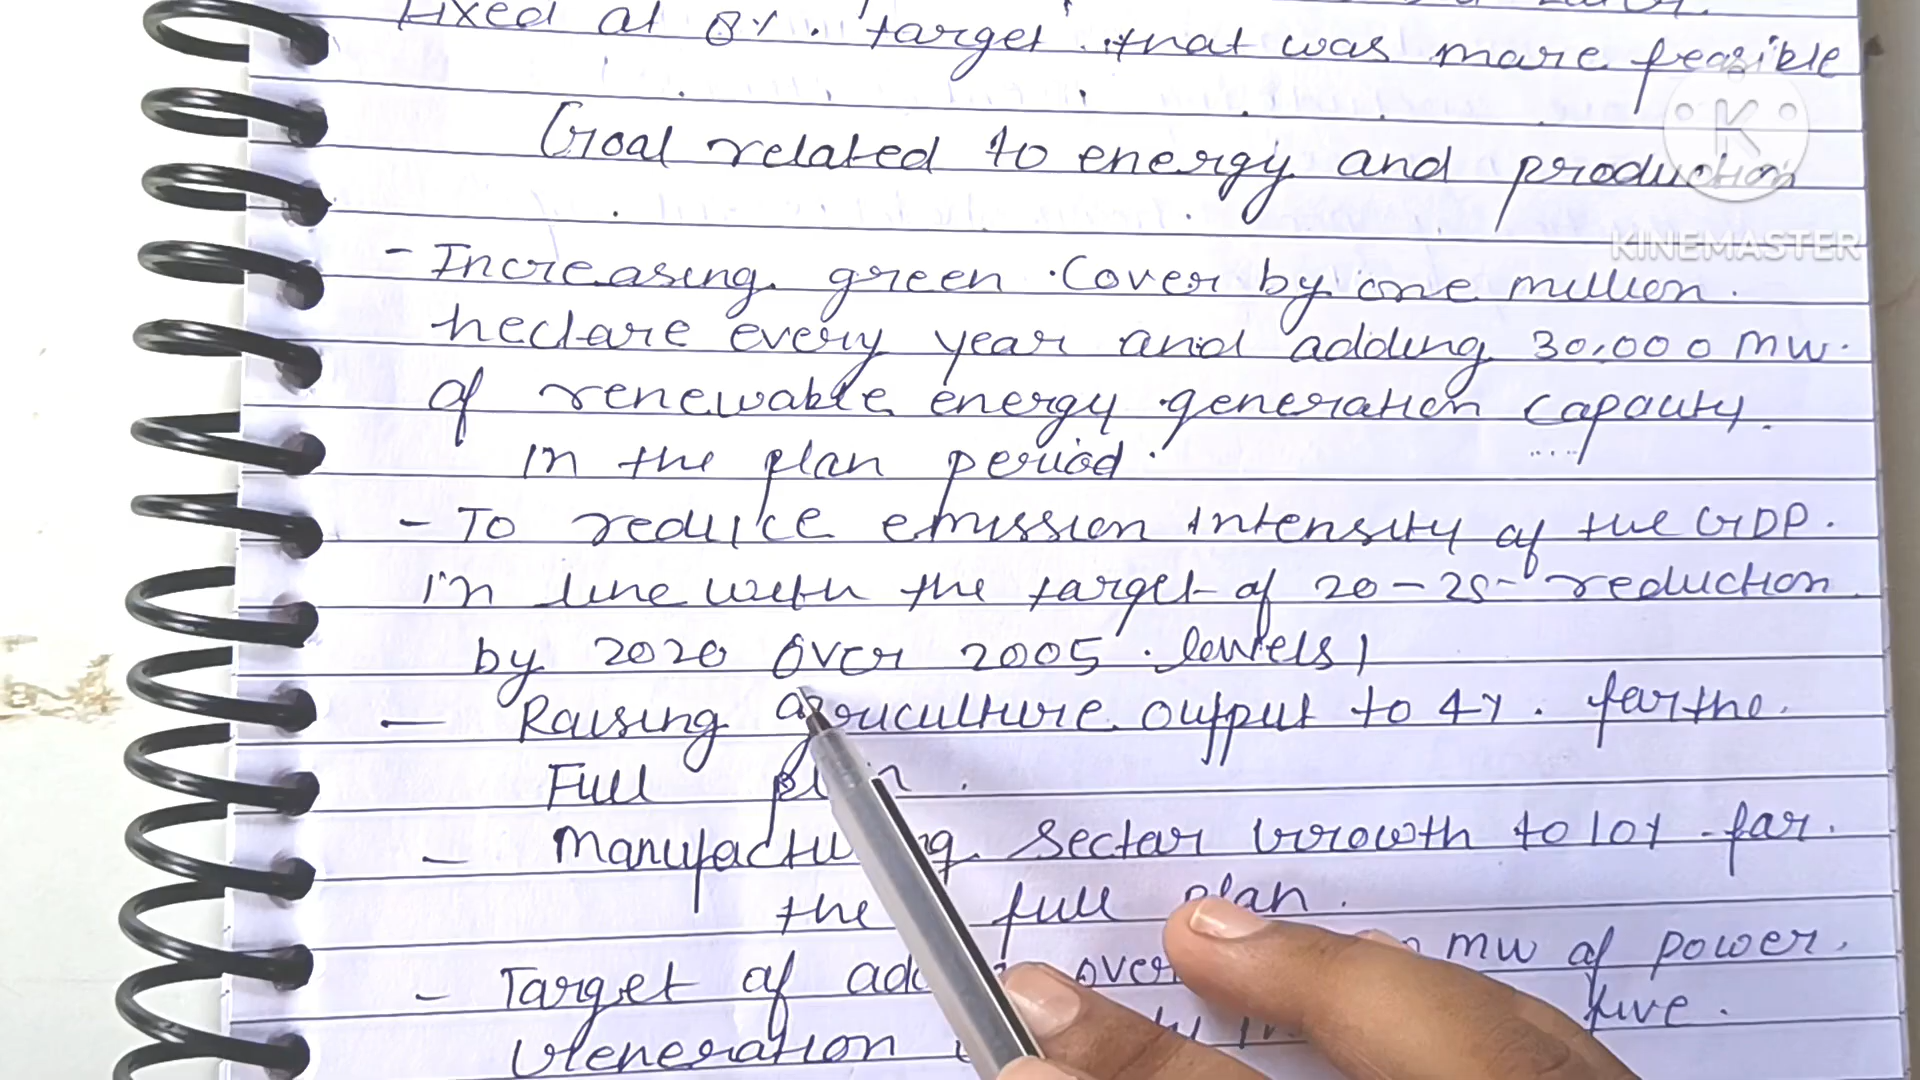 Fixed at 8%. 'target' that was more feasible
Goal related to energy and production
KINEMASTER
- Increasing green cover by one million
hectare every year and adding 30,000 MW
of renewable energy generation capacity
in the plan period.
- To reduce emission intensity of the GDP
in line with the target of 20-25 reduction
by 2020 over 2005 levels,
- Raising agriculture output to 4%. for the
Full plan.
- Manufacturing sector Growth to 10% for
the full plan.
- Target of over MW of power
Generation five.